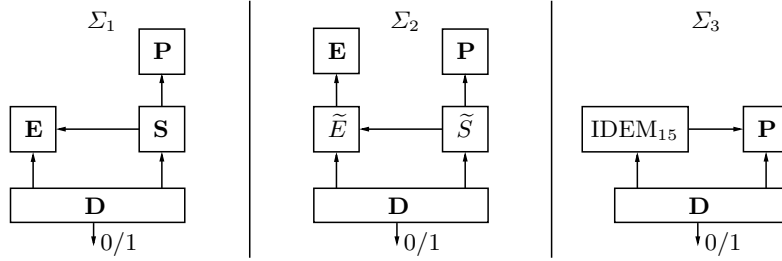 Σ₁ Σ₂ Σ₃
P E P
E S Ẽ S̃ IDEM₁₅ P
D D D
0/1 0/1 0/1